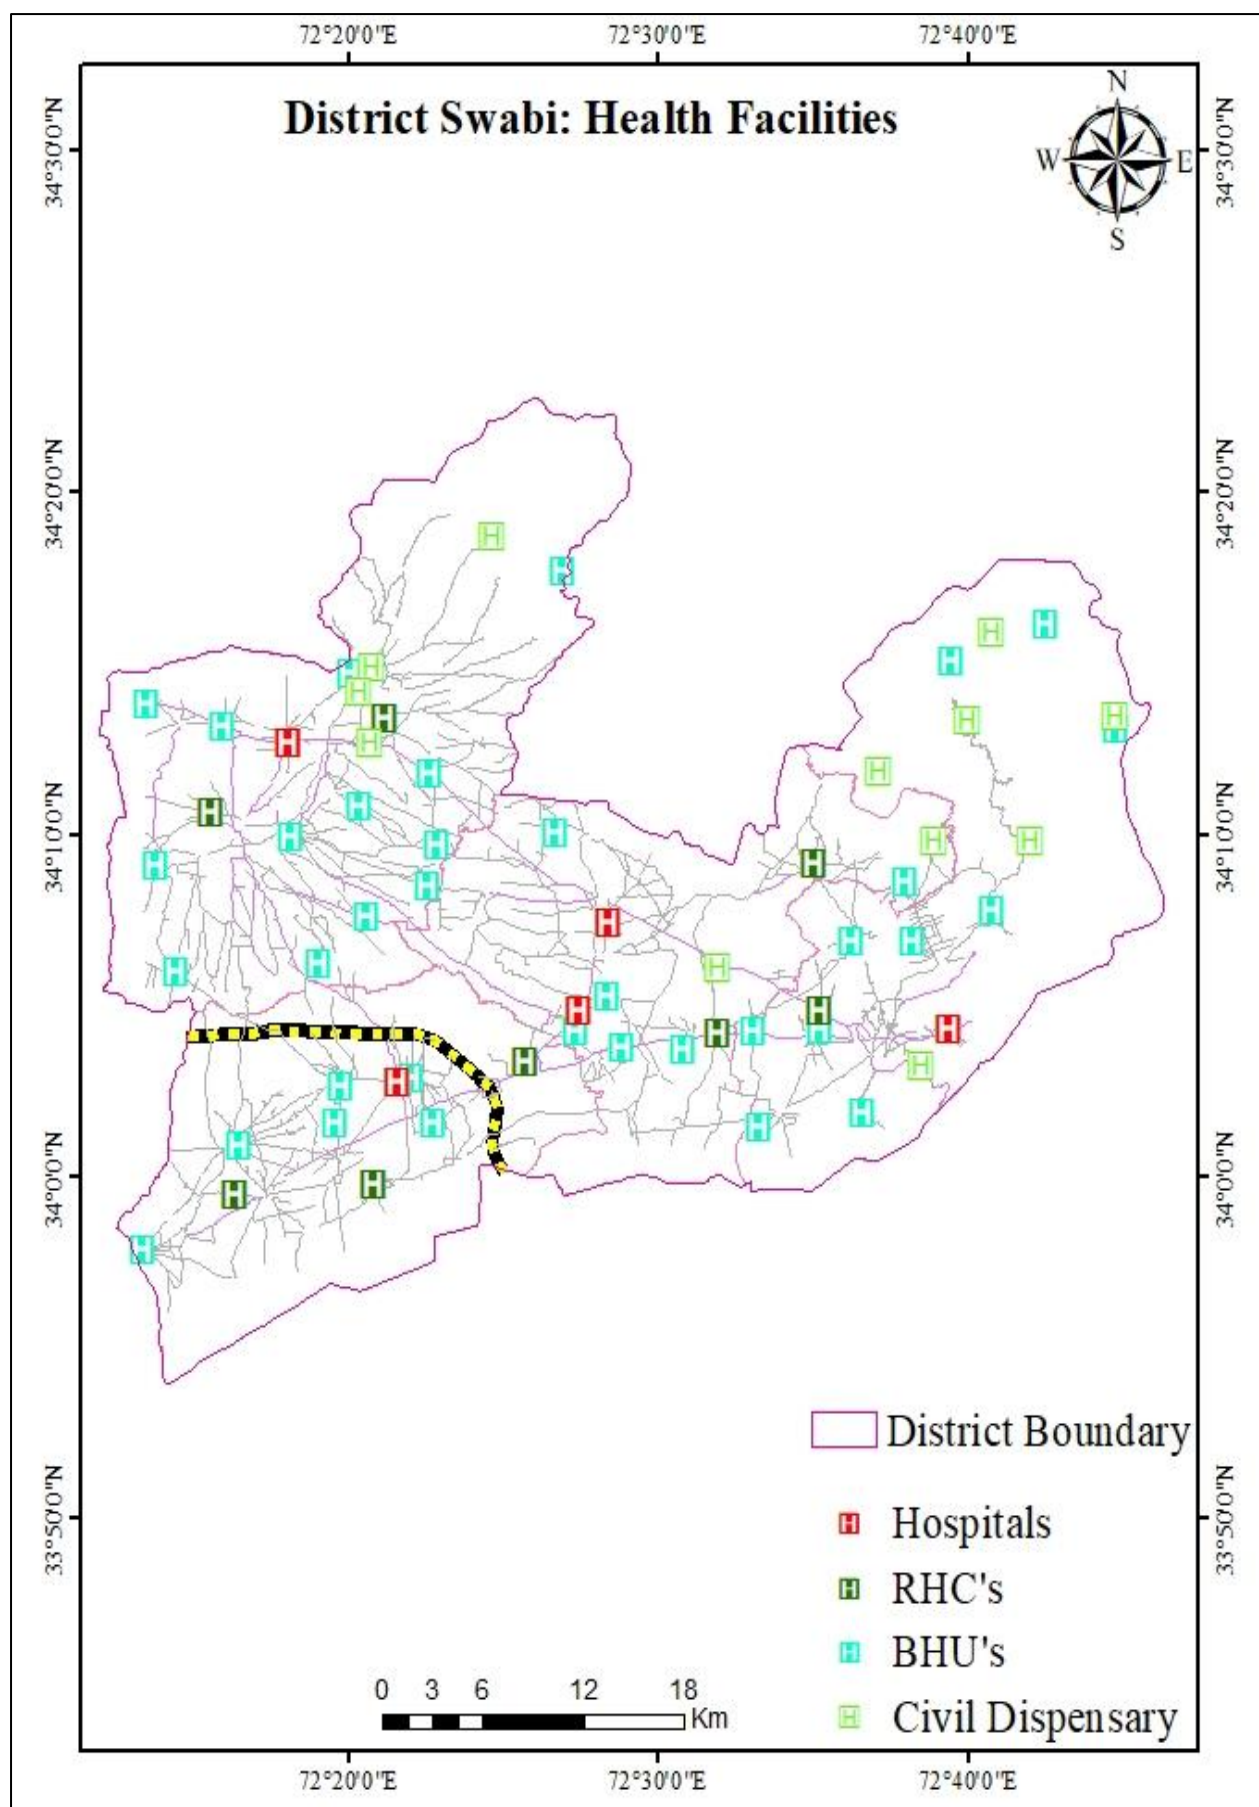 72°20'0"E 72°30'0"E 72°40'0"E
District Swabi: Health Facilities
N
W E
S
34°30'0"N 34°30'0"N
34°20'0"N 34°20'0"N
34°10'0"N 34°10'0"N
34°0'0"N 34°0'0"N
33°50'0"N 33°50'0"N
District Boundary
H Hospitals
H RHC's
H BHU's
H Civil Dispensary
0 3 6 12 18
Km
72°20'0"E 72°30'0"E 72°40'0"E